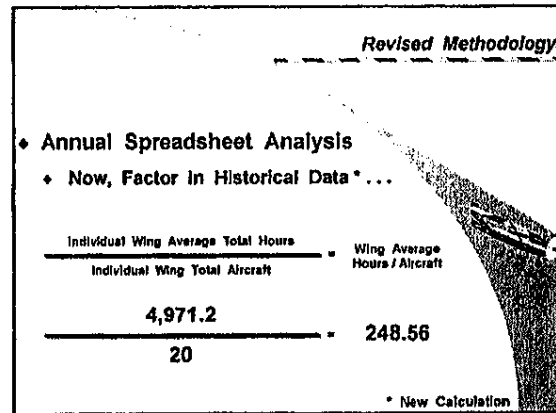 Revised Methodology
♦ Annual Spreadsheet Analysis
♦ Now, Factor in Historical Data* . . .
Individual Wing Average Total Hours
Individual Wing Total Aircraft
= Wing Average
Hours / Aircraft
4,971.2
20
= 248.56
* New Calculation